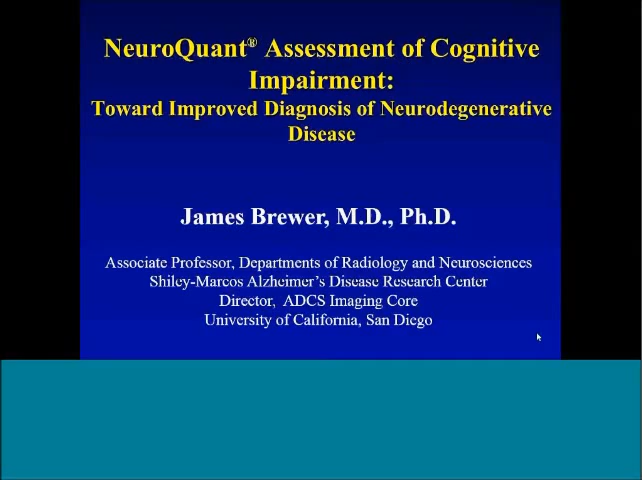 NeuroQuant® Assessment of Cognitive
Impairment:
Toward Improved Diagnosis of Neurodegenerative
Disease
James Brewer, M.D., Ph.D.
Associate Professor, Departments of Radiology and Neurosciences
Shiley-Marcos Alzheimer's Disease Research Center
Director, ADCS Imaging Core
University of California, San Diego